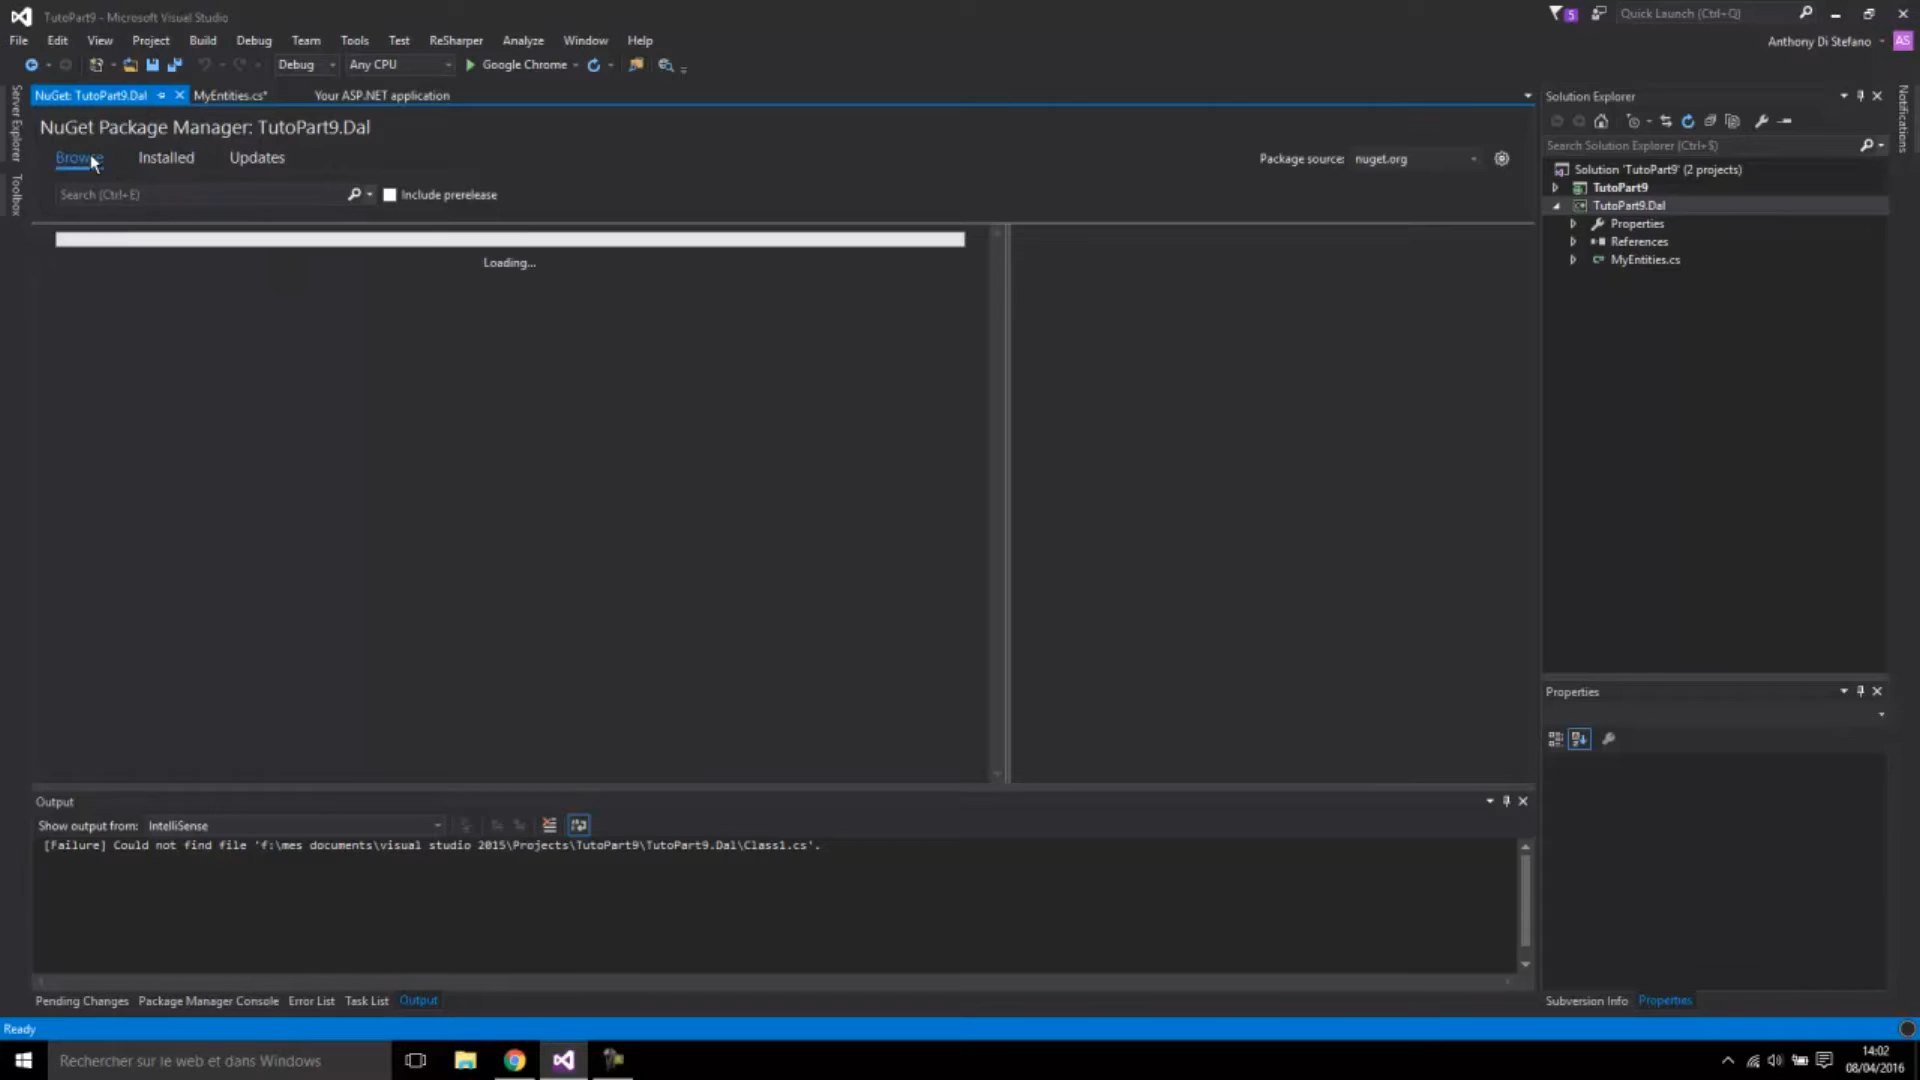 TutoPart9 - Microsoft Visual Studio
5
Quick Launch (Ctrl+Q)
File Edit View Project Build Debug Team Tools Test ReSharper Analyze Window Help
Anthony Di Stefano
AS
Debug
Any CPU
Google Chrome
NuGet: TutoPart9.Dal
MyEntities.cs*
Your ASP.NET application
Server Explorer
Toolbox
NuGet Package Manager: TutoPart9.Dal
Browse
Installed
Updates
Package source: nuget.org
Search (Ctrl+E)
Include prerelease
Loading...
Solution Explorer
Search Solution Explorer (Ctrl+$)
Solution 'TutoPart9' (2 projects)
TutoPart9
TutoPart9.Dal
Properties
References
MyEntities.cs
Notifications
Properties
Output
Show output from: IntelliSense
[Failure] Could not find file 'f:\mes documents\visual studio 2015\Projects\TutoPart9\TutoPart9.Dal\Class1.cs'.
Pending Changes Package Manager Console Error List Task List Output
Subversion Info Properties
Ready
Rechercher sur le web et dans Windows
14:02
08/04/2016